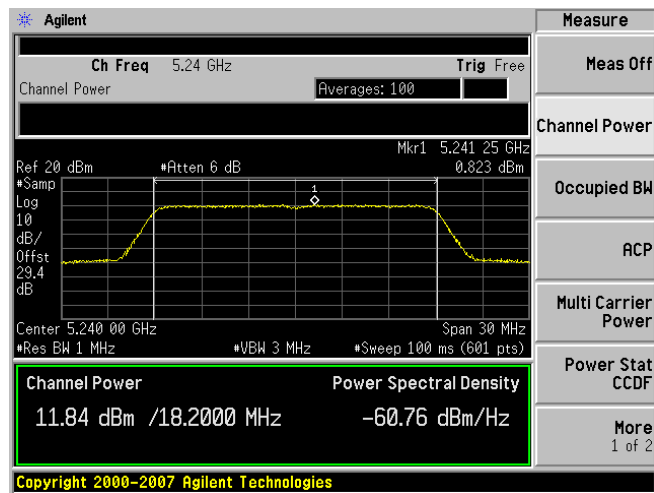 Agilent
Measure
Ch Freq 5.24 GHz Trig Free
Channel Power Averages: 100
Mkr1 5.241 25 GHz
Ref 20 dBm #Atten 6 dB 0.823 dBm
#Samp
Log
10
dB/
Offst
29.4
dB
1
Center 5.240 00 GHz Span 30 MHz
#Res BW 1 MHz #VBW 3 MHz #Sweep 100 ms (601 pts)
Channel Power Power Spectral Density
11.84 dBm /18.2000 MHz -60.76 dBm/Hz
Copyright 2000-2007 Agilent Technologies
Meas Off
Channel Power
Occupied BW
ACP
Multi Carrier
Power
Power Stat
CCDF
More
1 of 2